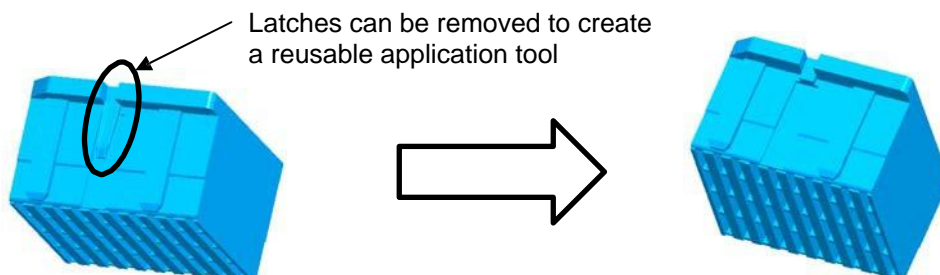 Latches can be removed to create
a reusable application tool